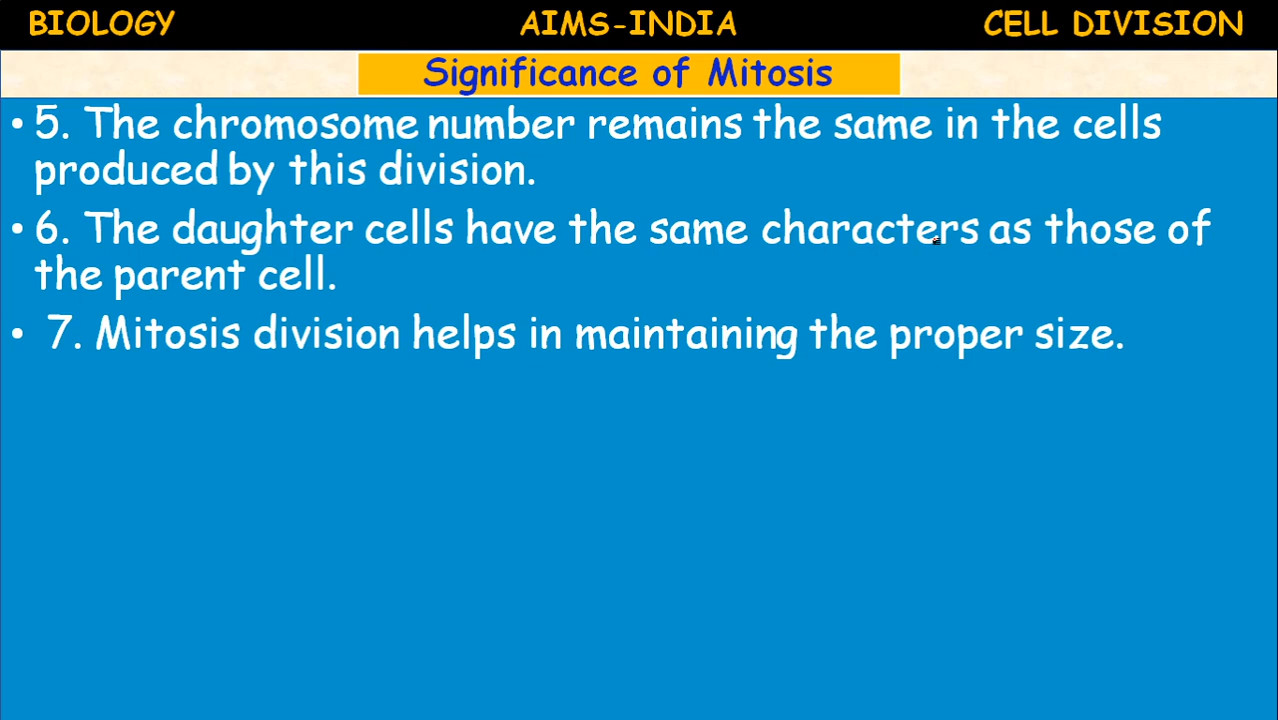 BIOLOGY AIMS-INDIA CELL DIVISION
Significance of Mitosis
• 5. The chromosome number remains the same in the cells
produced by this division.
• 6. The daughter cells have the same characters as those of
the parent cell.
• 7. Mitosis division helps in maintaining the proper size.